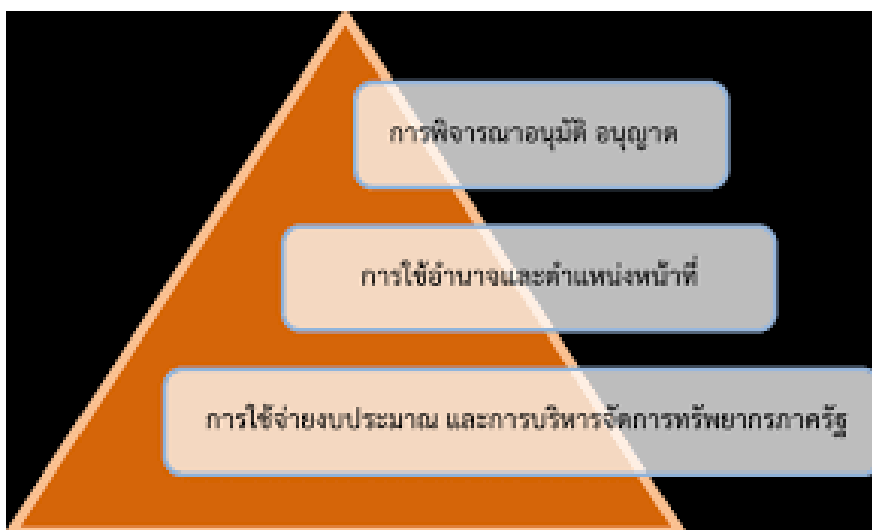 การพิจารณาอนุมัติ อนุญาต
การใช้อำนาจและตำแหน่งหน้าที่
การใช้จ่ายงบประมาณ และการบริหารจัดการทรัพยากรภาครัฐ